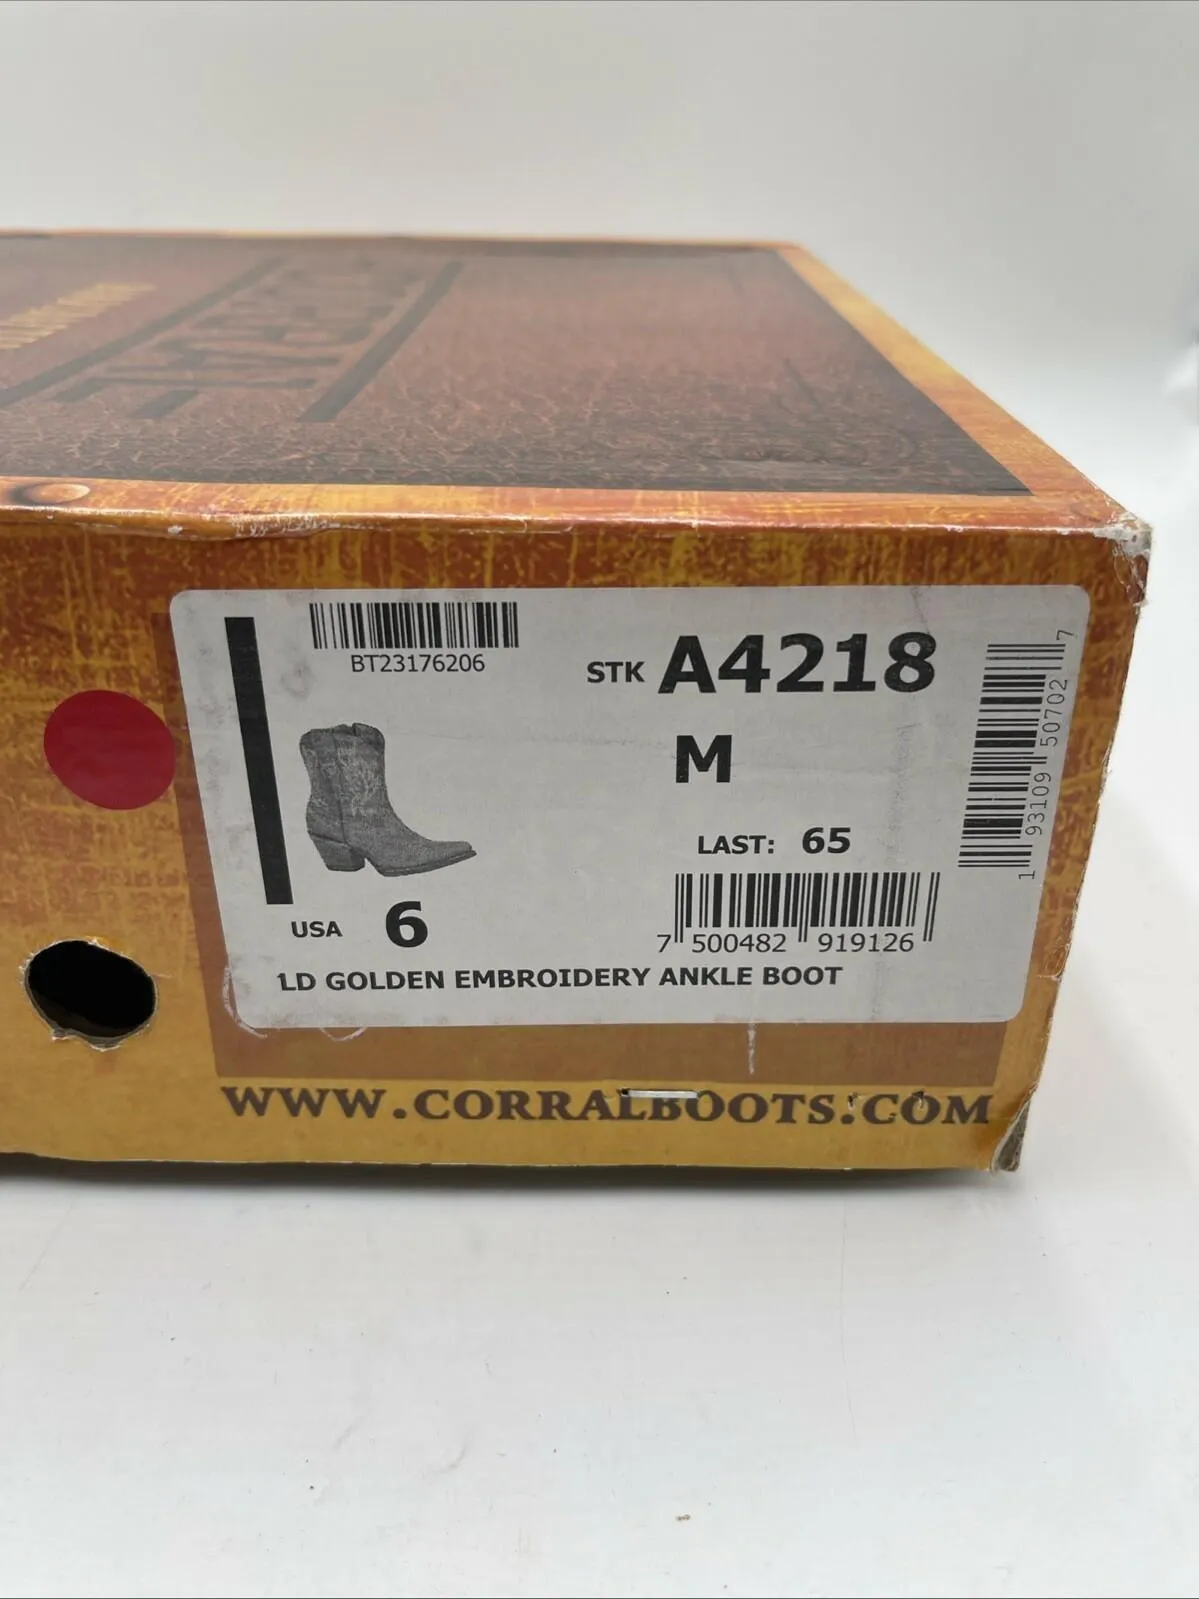 BT23176206
STK A4218
M
LAST: 65
USA 6
7 500482 919126
LD GOLDEN EMBROIDERY ANKLE BOOT
1 93109 50702 7
WWW.CORRALBOOTS.COM